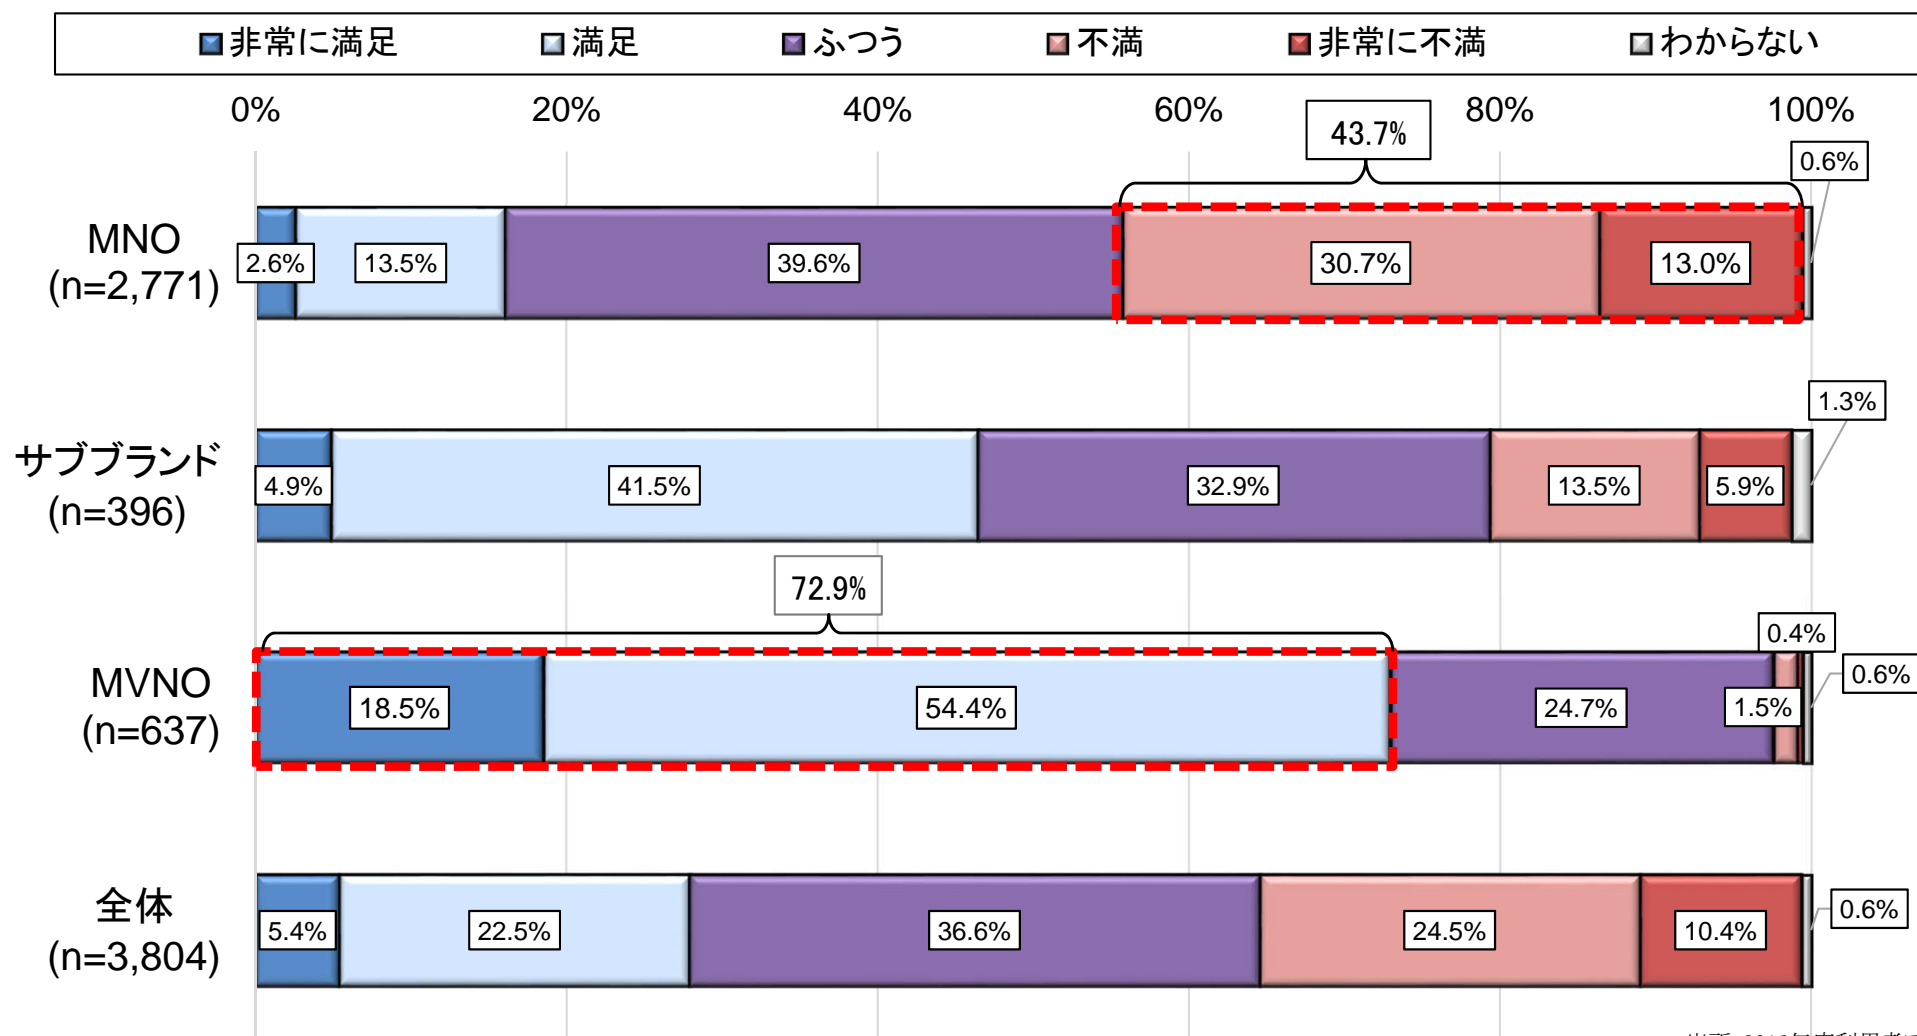 非常に満足 満足 ふつう 不満 非常に不満 わからない
0% 20% 40% 60% 80% 100%
43.7%
0.6%
MNO
(n=2,771)
2.6% 13.5% 39.6% 30.7% 13.0%
1.3%
サブブランド
(n=396)
4.9% 41.5% 32.9% 13.5% 5.9%
72.9%
0.4%
0.6%
MVNO
(n=637)
18.5% 54.4% 24.7% 1.5%
全体
(n=3,804)
5.4% 22.5% 36.6% 24.5% 10.4% 0.6%